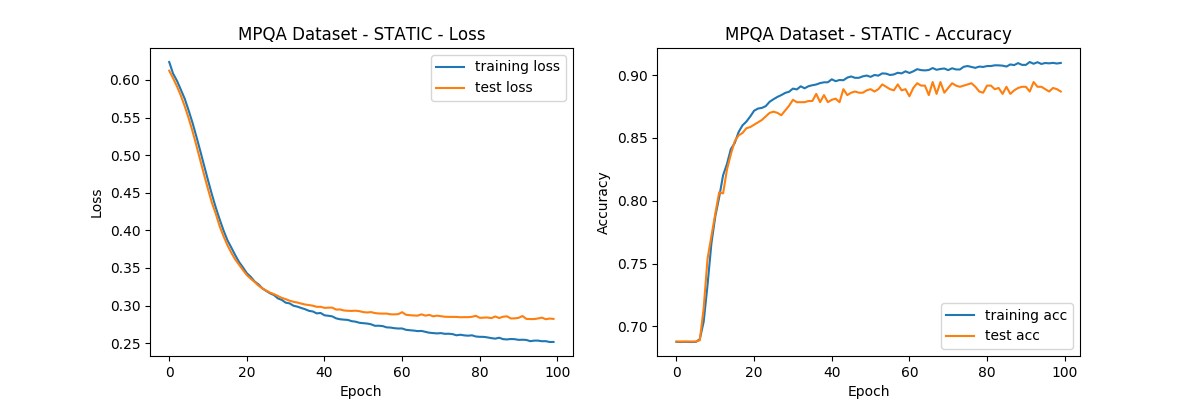 MPQA Dataset - STATIC - Loss
0.60
0.55
0.50
0.45
0.40
0.35
0.30
0.25
Loss
training loss
test loss
0 20 40 60 80 100
Epoch
MPQA Dataset - STATIC - Accuracy
0.90
0.85
0.80
0.75
0.70
Accuracy
training acc
test acc
0 20 40 60 80 100
Epoch